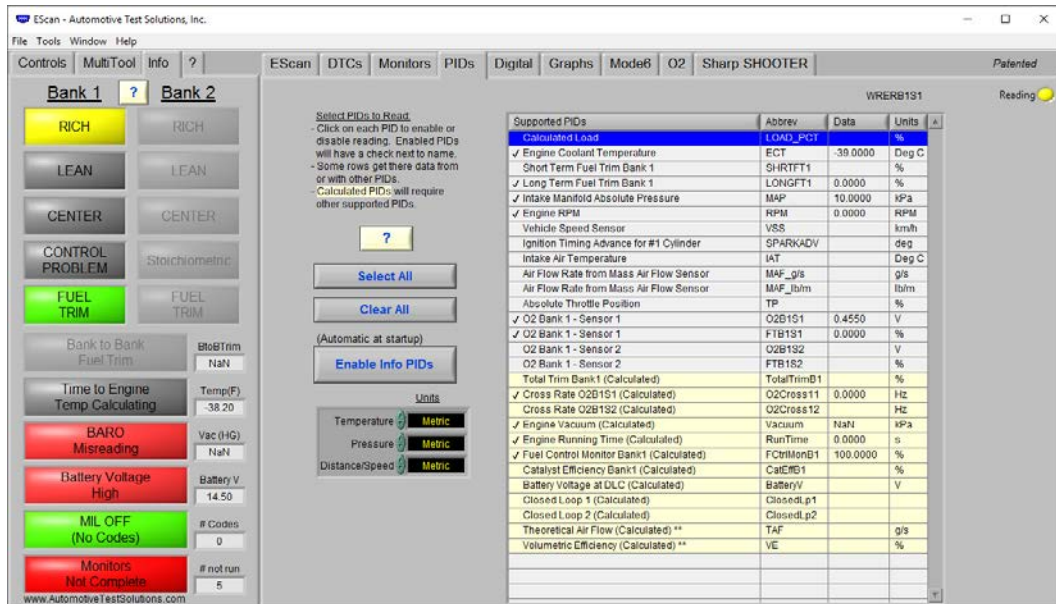 EScan - Automotive Test Solutions, Inc.
File Tools Window Help
Controls MultiTool Info ?
EScan DTCs Monitors PIDs Digital Graphs Mode6 O2 Sharp SHOOTER
Patented
Bank 1 ? Bank 2
RICH RICH
LEAN LEAN
CENTER CENTER
CONTROL PROBLEM Stoichiometric
FUEL TRIM FUEL TRIM
Bank to Bank Fuel Trim BtoBTrim NaN
Time to Engine Temp Calculating Temp(F) -38.20
BARO Misreading Vac (HG) NaN
Battery Voltage High Battery V 14.50
MIL OFF (No Codes) # Codes 0
Monitors Not Complete # not run 5
www.AutomotiveTestSolutions.com
Select PIDs to Read:
- Click on each PID to enable or
disable reading. Enabled PIDs
will have a check next to name.
- Some rows get there data from
or with other PIDs.
- Calculated PIDs will require
other supported PIDs.
?
Select All
Clear All
(Automatic at startup)
Enable Info PIDs
Units
Temperature Metric
Pressure Metric
Distance/Speed Metric
WRERB1S1
Reading
Supported PIDs Abbrev Data Units
Calculated Load LOAD_PCT %
✓ Engine Coolant Temperature ECT -39.0000 Deg C
Short Term Fuel Trim Bank 1 SHRTFT1 %
✓ Long Term Fuel Trim Bank 1 LONGFT1 0.0000 %
✓ Intake Manifold Absolute Pressure MAP 10.0000 kPa
✓ Engine RPM RPM 0.0000 RPM
Vehicle Speed Sensor VSS km/h
Ignition Timing Advance for #1 Cylinder SPARKADV deg
Intake Air Temperature IAT Deg C
Air Flow Rate from Mass Air Flow Sensor MAF_g/s g/s
Air Flow Rate from Mass Air Flow Sensor MAF_lb/m lb/m
Absolute Throttle Position TP %
✓ O2 Bank 1 - Sensor 1 O2B1S1 0.4550 V
✓ O2 Bank 1 - Sensor 1 FTB1S1 0.0000 %
O2 Bank 1 - Sensor 2 O2B1S2 V
O2 Bank 1 - Sensor 2 FTB1S2 %
Total Trim Bank1 (Calculated) TotalTrimB1 %
✓ Cross Rate O2B1S1 (Calculated) O2Cross11 0.0000 Hz
Cross Rate O2B1S2 (Calculated) O2Cross12 Hz
✓ Engine Vacuum (Calculated) Vacuum NaN kPa
✓ Engine Running Time (Calculated) RunTime 0.0000 s
✓ Fuel Control Monitor Bank1 (Calculated) FCtrlMonB1 100.0000 %
Catalyst Efficiency Bank1 (Calculated) CatEffB1 %
Battery Voltage at DLC (Calculated) BatteryV V
Closed Loop 1 (Calculated) ClosedLp1
Closed Loop 2 (Calculated) ClosedLp2
Theoretical Air Flow (Calculated) ** TAF g/s
Volumetric Efficiency (Calculated) ** VE %